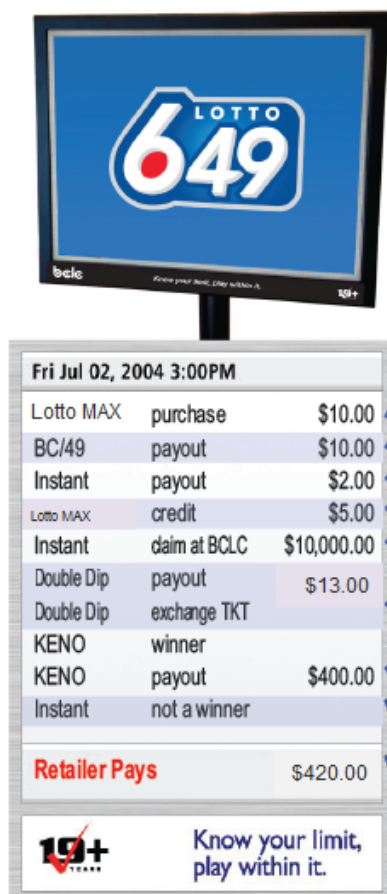 LOTTO
649
bclc
Know your limit, play within it.
19+
Fri Jul 02, 2004 3:00PM
Lotto MAX purchase $10.00
BC/49 payout $10.00
Instant payout $2.00
Lotto MAX credit $5.00
Instant claim at BCLC $10,000.00
Double Dip payout $13.00
Double Dip exchange TKT
KENO winner
KENO payout $400.00
Instant not a winner
Retailer Pays $420.00
19+ Know your limit,
YEARS play within it.